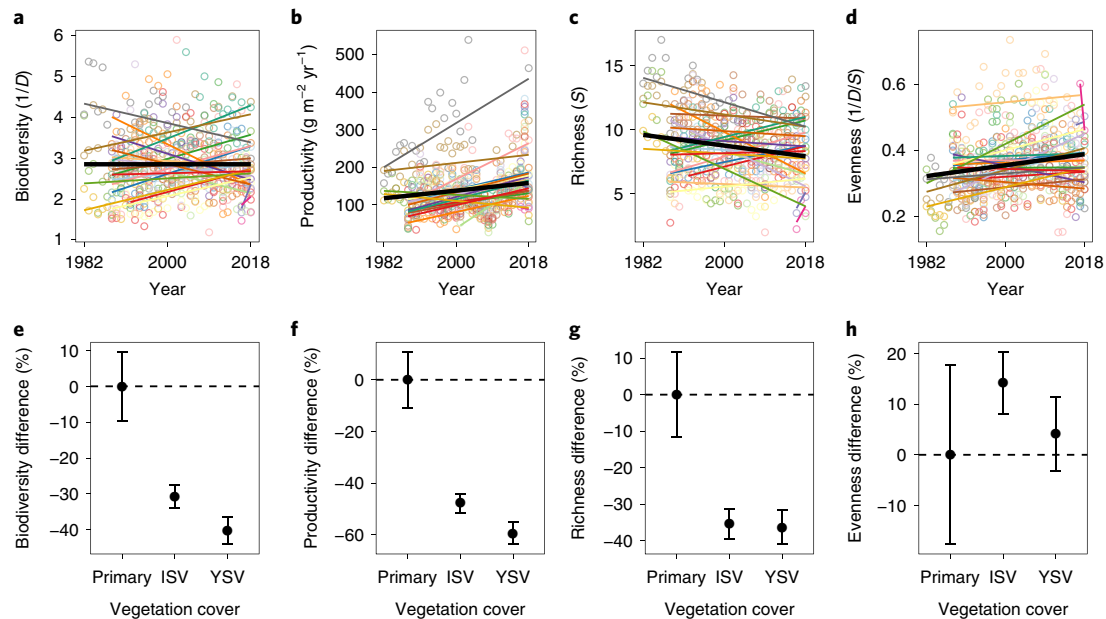 a
Biodiversity (1/D)
6
5
4
3
2
1
1982 2000 2018
Year
b
Productivity (g m⁻² yr⁻¹)
500
400
300
200
100
1982 2000 2018
Year
c
Richness (S)
15
10
5
1982 2000 2018
Year
d
Evenness (1/D/S)
0.6
0.4
0.2
1982 2000 2018
Year
e
Biodiversity difference (%)
10
0
−10
−20
−30
−40
Primary ISV YSV
Vegetation cover
f
Productivity difference (%)
0
−20
−40
−60
Primary ISV YSV
Vegetation cover
g
Richness difference (%)
10
0
−10
−20
−30
−40
Primary ISV YSV
Vegetation cover
h
Evenness difference (%)
20
10
0
−10
Primary ISV YSV
Vegetation cover